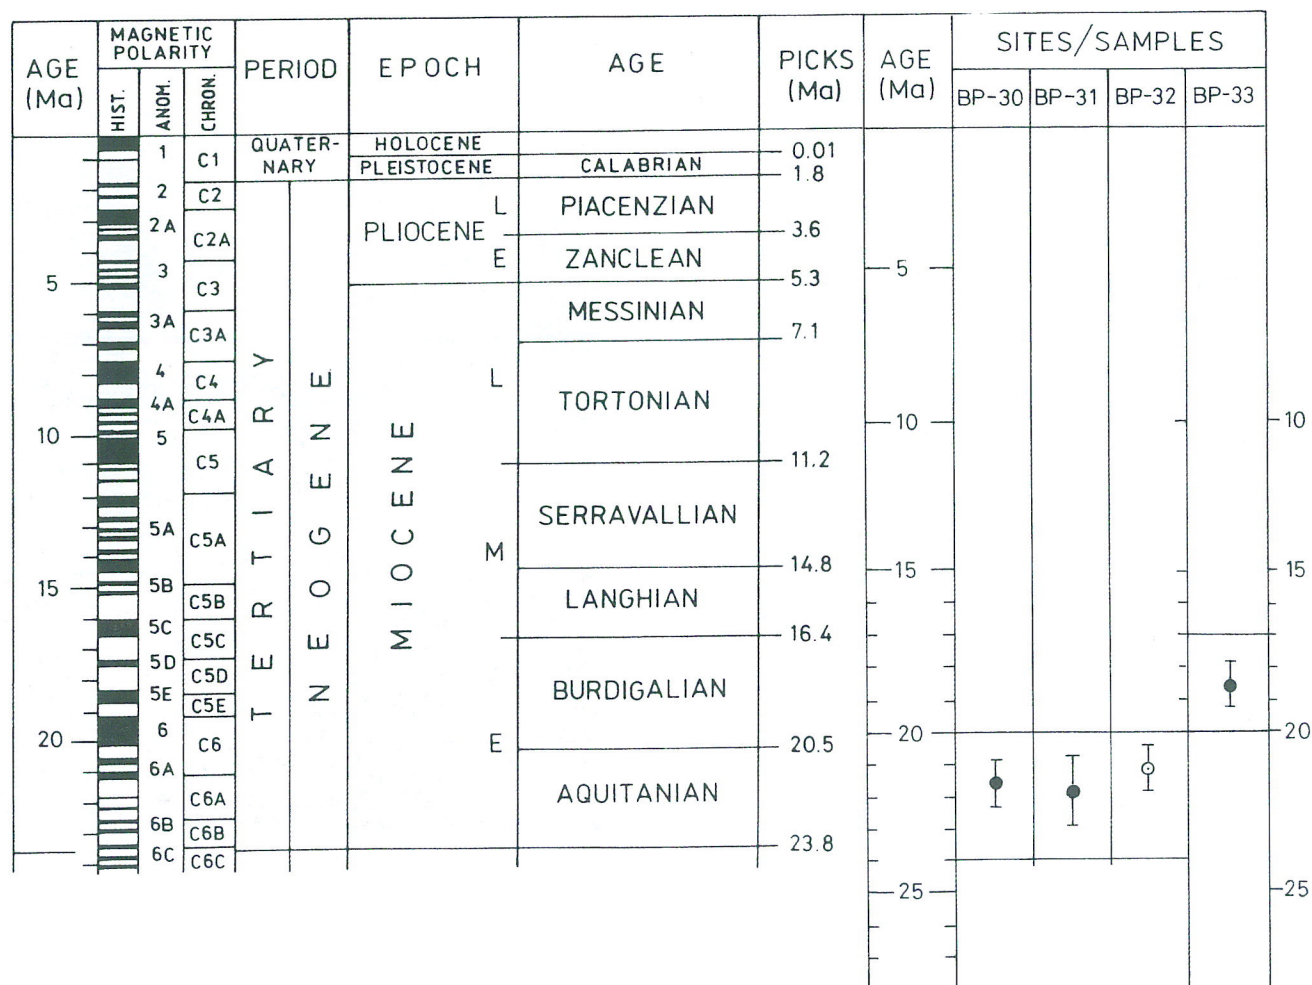 AGE
(Ma)
MAGNETIC
POLARITY
HIST.
ANOM.
CHRON.
PERIOD
EPOCH
AGE
PICKS
(Ma)
AGE
(Ma)
SITES/SAMPLES
BP-30
BP-31
BP-32
BP-33
5
10
15
20
1
2
2A
3
3A
4
4A
5
5A
5B
5C
5D
5E
6
6A
6B
6C
C1
C2
C2A
C3
C3A
C4
C4A
C5
C5A
C5B
C5C
C5D
C5E
C6
C6A
C6B
C6C
QUATER-
NARY
TERTIARY
NEOGENE
HOLOCENE
PLEISTOCENE
PLIOCENE
L
E
MIOCENE
L
M
E
CALABRIAN
PIACENZIAN
ZANCLEAN
MESSINIAN
TORTONIAN
SERRAVALLIAN
LANGHIAN
BURDIGALIAN
AQUITANIAN
0.01
1.8
3.6
5.3
7.1
11.2
14.8
16.4
20.5
23.8
5
10
15
20
25
10
15
20
25